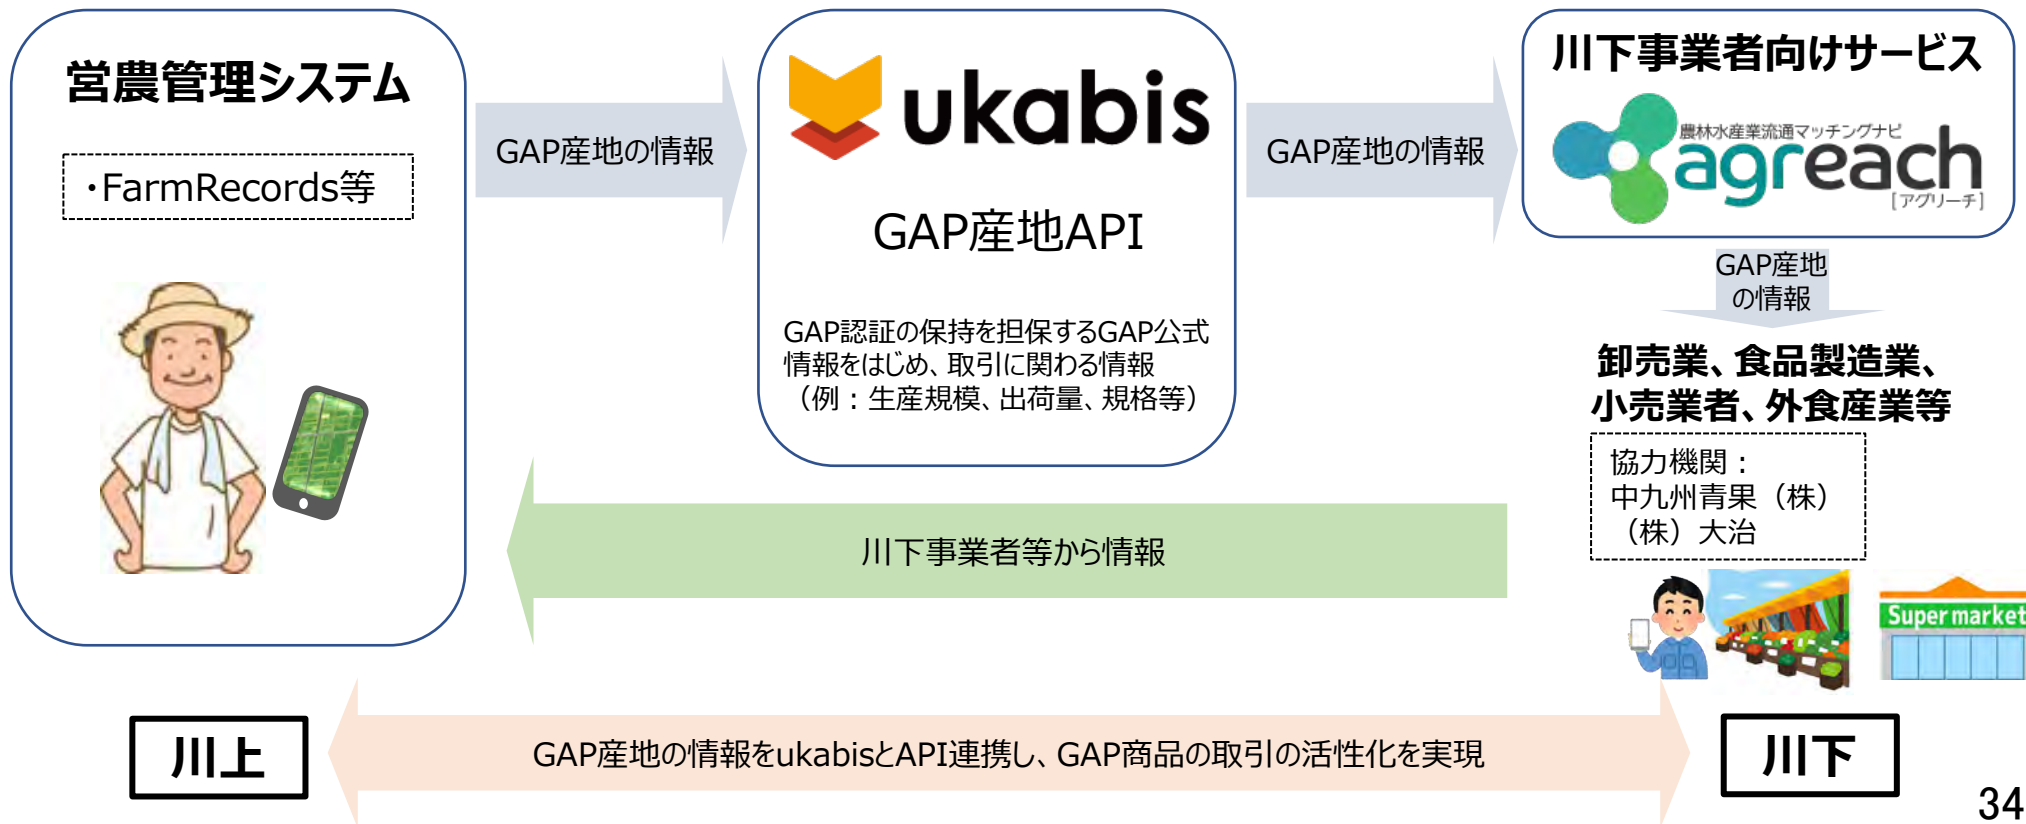 営農管理システム
・FarmRecords等
GAP産地の情報
ukabis
GAP産地API
GAP認証の保持を担保するGAP公式
情報をはじめ、取引に関わる情報
（例：生産規模、出荷量、規格等）
GAP産地の情報
川下事業者向けサービス
農林水産業流通マッチングナビ
agreach
[アグリーチ]
GAP産地
の情報
卸売業、食品製造業、
小売業者、外食産業等
協力機関：
中九州青果（株）
（株）大治
川下事業者等から情報
Super market
川上
GAP産地の情報をukabisとAPI連携し、GAP商品の取引の活性化を実現
川下
34